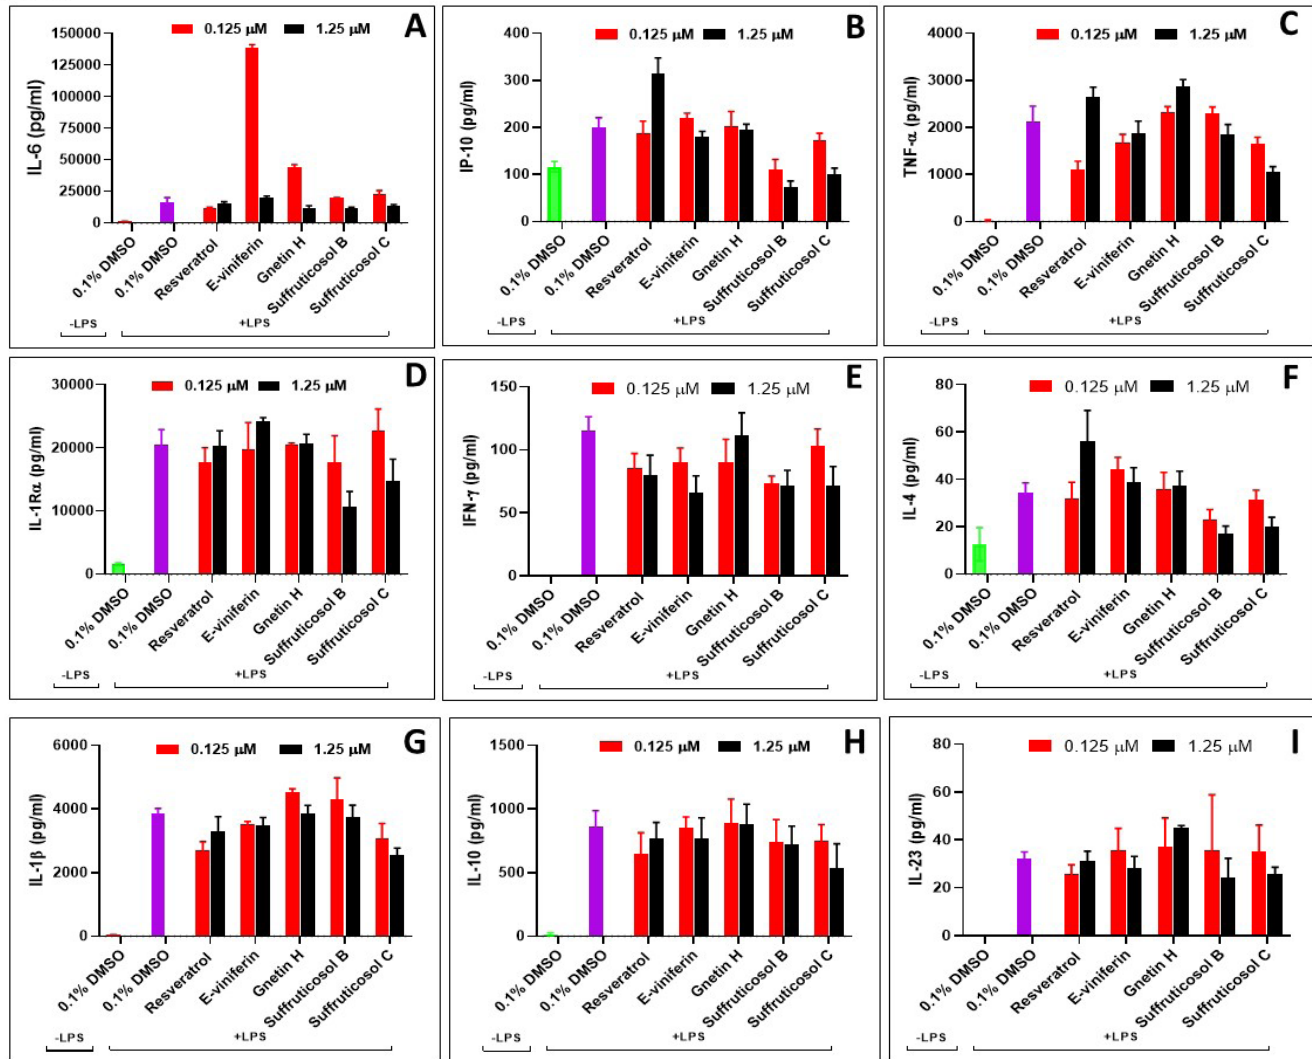 0.125 μM 1.25 μM A
IL-6 (pg/ml)
150000
125000
100000
75000
50000
25000
0
0.1% DMSO
0.1% DMSO
Resveratrol
E-viniferin
Gnetin H
Suffruticosol B
Suffruticosol C
-LPS +LPS
0.125 μM 1.25 μM B
IP-10 (pg/ml)
400
300
200
100
0
0.1% DMSO
0.1% DMSO
Resveratrol
E-viniferin
Gnetin H
Suffruticosol B
Suffruticosol C
-LPS +LPS
0.125 μM 1.25 μM C
TNF-α (pg/ml)
4000
3000
2000
1000
0
0.1% DMSO
0.1% DMSO
Resveratrol
E-viniferin
Gnetin H
Suffruticosol B
Suffruticosol C
-LPS +LPS
0.125 μM 1.25 μM D
IL-1Rα (pg/ml)
30000
20000
10000
0
0.1% DMSO
0.1% DMSO
Resveratrol
E-viniferin
Gnetin H
Suffruticosol B
Suffruticosol C
-LPS +LPS
0.125 μM 1.25 μM E
IFN-γ (pg/ml)
150
100
50
0
0.1% DMSO
0.1% DMSO
Resveratrol
E-viniferin
Gnetin H
Suffruticosol B
Suffruticosol C
-LPS +LPS
0.125 μM 1.25 μM F
IL-4 (pg/ml)
80
60
40
20
0
0.1% DMSO
0.1% DMSO
Resveratrol
E-viniferin
Gnetin H
Suffruticosol B
Suffruticosol C
-LPS +LPS
0.125 μM 1.25 μM G
IL-1β (pg/ml)
6000
4000
2000
0
0.1% DMSO
0.1% DMSO
Resveratrol
E-viniferin
Gnetin H
Suffruticosol B
Suffruticosol C
-LPS +LPS
0.125 μM 1.25 μM H
IL-10 (pg/ml)
1500
1000
500
0
0.1% DMSO
0.1% DMSO
Resveratrol
E-viniferin
Gnetin H
Suffruticosol B
Suffruticosol C
-LPS +LPS
0.125 μM 1.25 μM I
IL-23 (pg/ml)
80
60
40
20
0
0.1% DMSO
0.1% DMSO
Resveratrol
E-viniferin
Gnetin H
Suffruticosol B
Suffruticosol C
-LPS +LPS